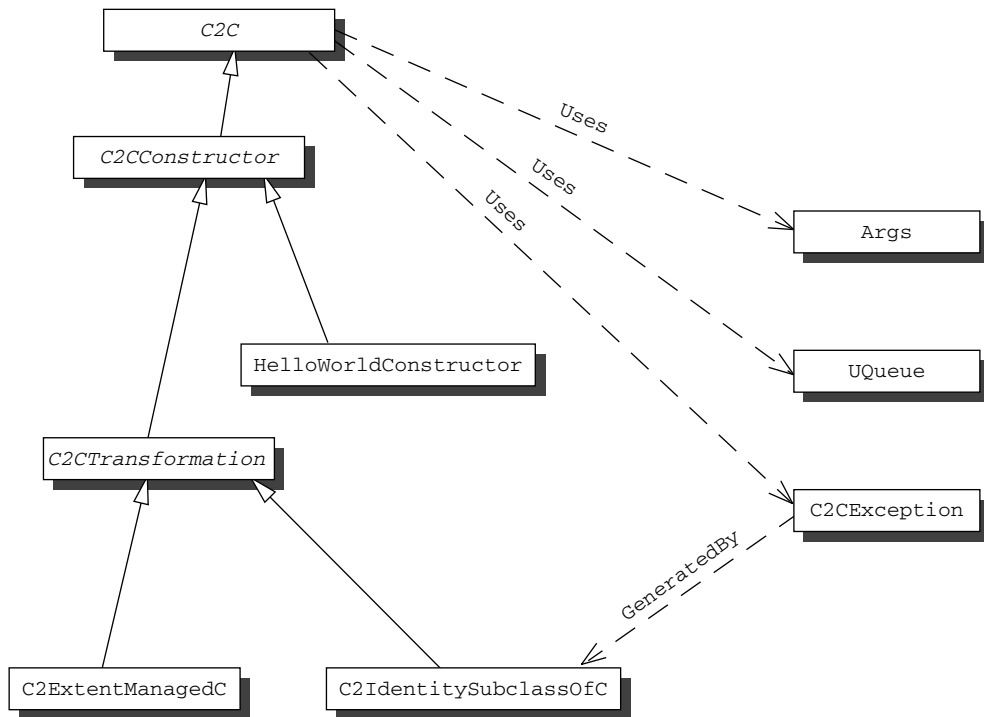 C2C
Uses
C2CConstructor
Uses
Uses
Args
HelloWorldConstructor
UQueue
C2CTransformation
C2CException
GeneratedBy
C2ExtentManagedC
C2IdentitySubclassOfC